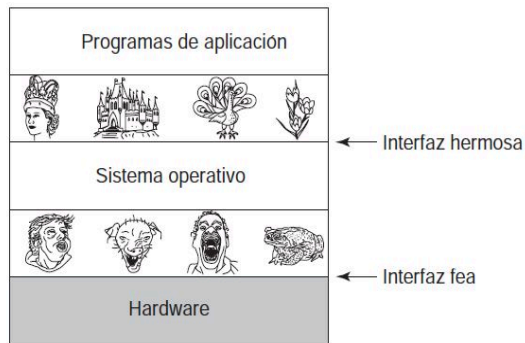 Programas de aplicación
Interfaz hermosa
Sistema operativo
Interfaz fea
Hardware